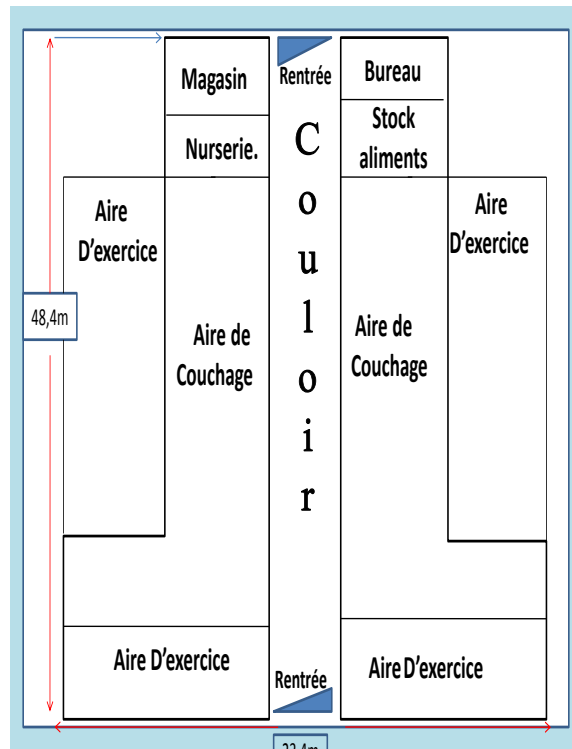 Magasin
Nurserie.
Rentrée
Bureau
Stock
aliments
Couloir
Aire
D'exercice
Aire
D'exercice
48,4m
Aire de
Couchage
Aire de
Couchage
Aire D'exercice
Rentrée
Aire D'exercice